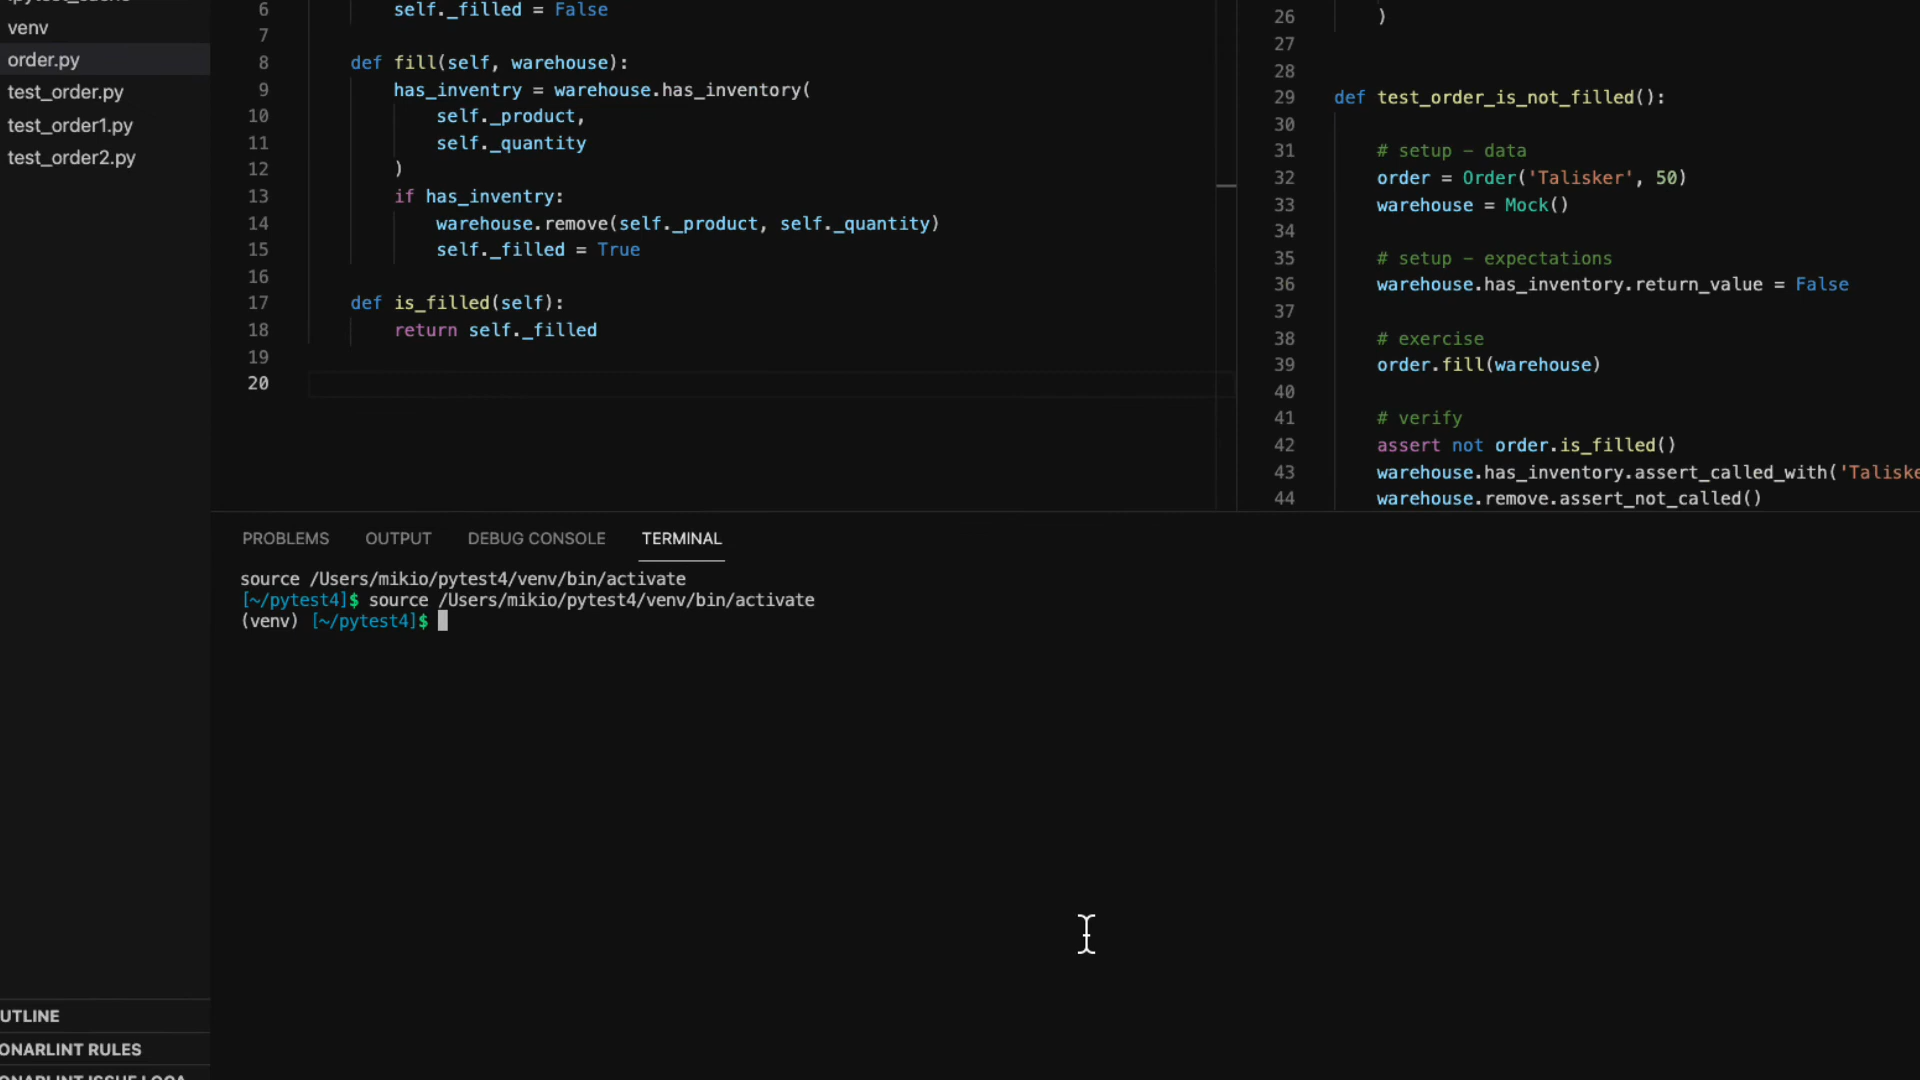 venv
order.py
test_order.py
test_order1.py
test_order2.py
UTLINE
ONARLINT RULES
6 self._filled = False
7
8 def fill(self, warehouse):
9 has_inventry = warehouse.has_inventory(
10 self._product,
11 self._quantity
12 )
13 if has_inventry:
14 warehouse.remove(self._product, self._quantity)
15 self._filled = True
16
17 def is_filled(self):
18 return self._filled
19
20
26 )
27
28
29 def test_order_is_not_filled():
30
31 # setup – data
32 order = Order('Talisker', 50)
33 warehouse = Mock()
34
35 # setup – expectations
36 warehouse.has_inventory.return_value = False
37
38 # exercise
39 order.fill(warehouse)
40
41 # verify
42 assert not order.is_filled()
43 warehouse.has_inventory.assert_called_with('Taliske
44 warehouse.remove.assert_not_called()
PROBLEMS OUTPUT DEBUG CONSOLE TERMINAL
source /Users/mikio/pytest4/venv/bin/activate
[~/pytest4]$ source /Users/mikio/pytest4/venv/bin/activate
(venv) [~/pytest4]$